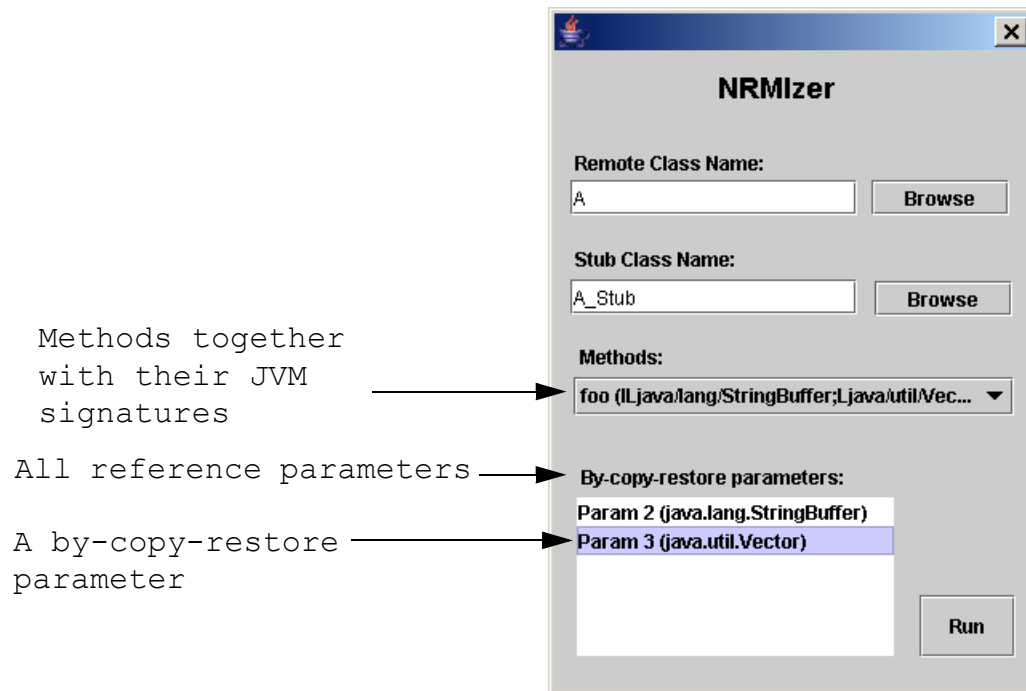 NRMIzer
Remote Class Name:
A
Browse
Stub Class Name:
A_Stub
Browse
Methods together
with their JVM
signatures
Methods:
foo (ILjava/lang/StringBuffer;Ljava/util/Vec...
All reference parameters
By-copy-restore parameters:
Param 2 (java.lang.StringBuffer)
A by-copy-restore
parameter
Param 3 (java.util.Vector)
Run